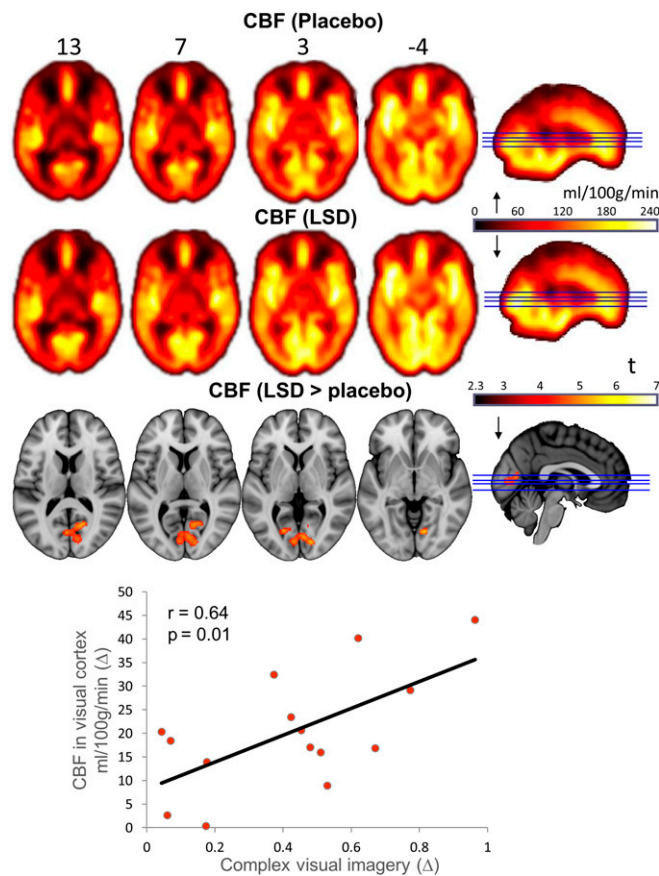 CBF (Placebo)
13 7 3 -4
ml/100g/min
0 60 120 180 240
CBF (LSD)
t
2.3 3 4 5 6 7
CBF (LSD > placebo)
r = 0.64
p = 0.01
50
45
40
35
30
25
20
15
10
5
0
CBF in visual cortex
ml/100g/min (Δ)
0 0.2 0.4 0.6 0.8 1
Complex visual imagery (Δ)